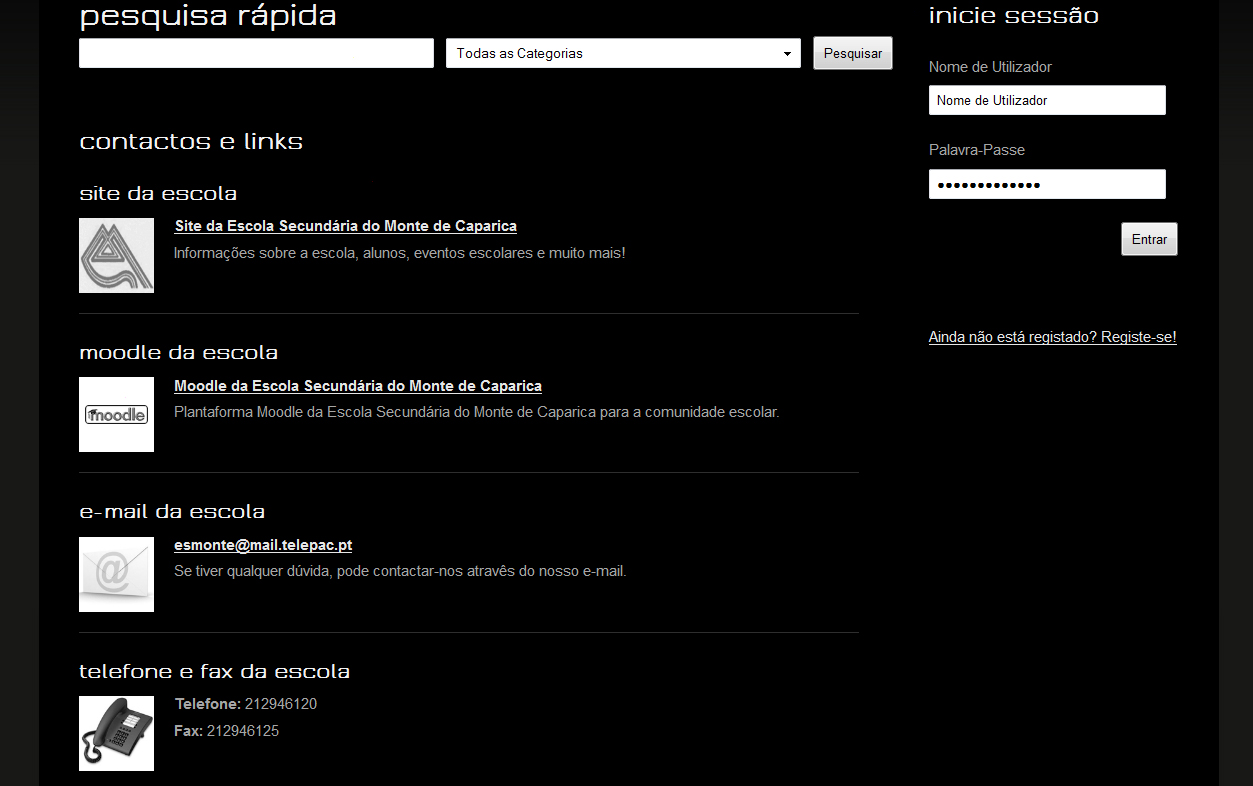 pesquisa rápida
Todas as Categorias
Pesquisar
contactos e links
site da escola
Site da Escola Secundária do Monte de Caparica
Informações sobre a escola, alunos, eventos escolares e muito mais!
moodle da escola
moodle
Moodle da Escola Secundária do Monte de Caparica
Plantaforma Moodle da Escola Secundária do Monte de Caparica para a comunidade escolar.
e-mail da escola
@
esmonte@mail.telepac.pt
Se tiver qualquer dúvida, pode contactar-nos atravês do nosso e-mail.
telefone e fax da escola
Telefone: 212946120
Fax: 212946125
inicie sessão
Nome de Utilizador
Nome de Utilizador
Palavra-Passe
•••••••••••••
Entrar
Ainda não está registado? Registe-se!